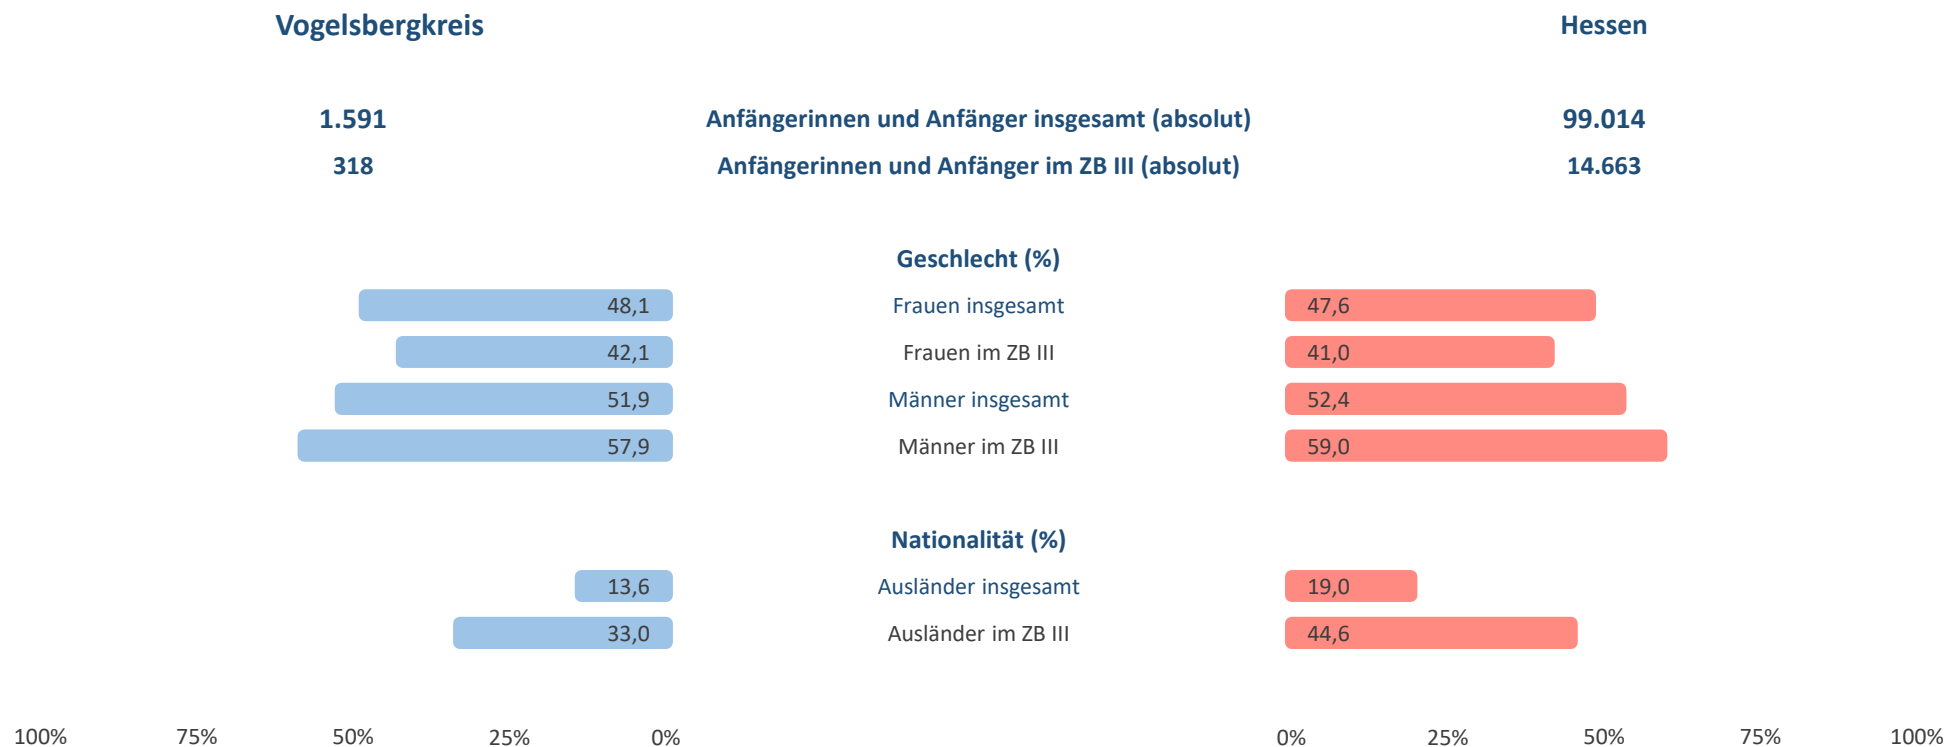 Vogelsbergkreis Hessen
1.591 Anfängerinnen und Anfänger insgesamt (absolut) 99.014
318 Anfängerinnen und Anfänger im ZB III (absolut) 14.663
Geschlecht (%)
48,1 Frauen insgesamt 47,6
42,1 Frauen im ZB III 41,0
51,9 Männer insgesamt 52,4
57,9 Männer im ZB III 59,0
Nationalität (%)
13,6 Ausländer insgesamt 19,0
33,0 Ausländer im ZB III 44,6
100% 75% 50% 25% 0% 0% 25% 50% 75% 100%